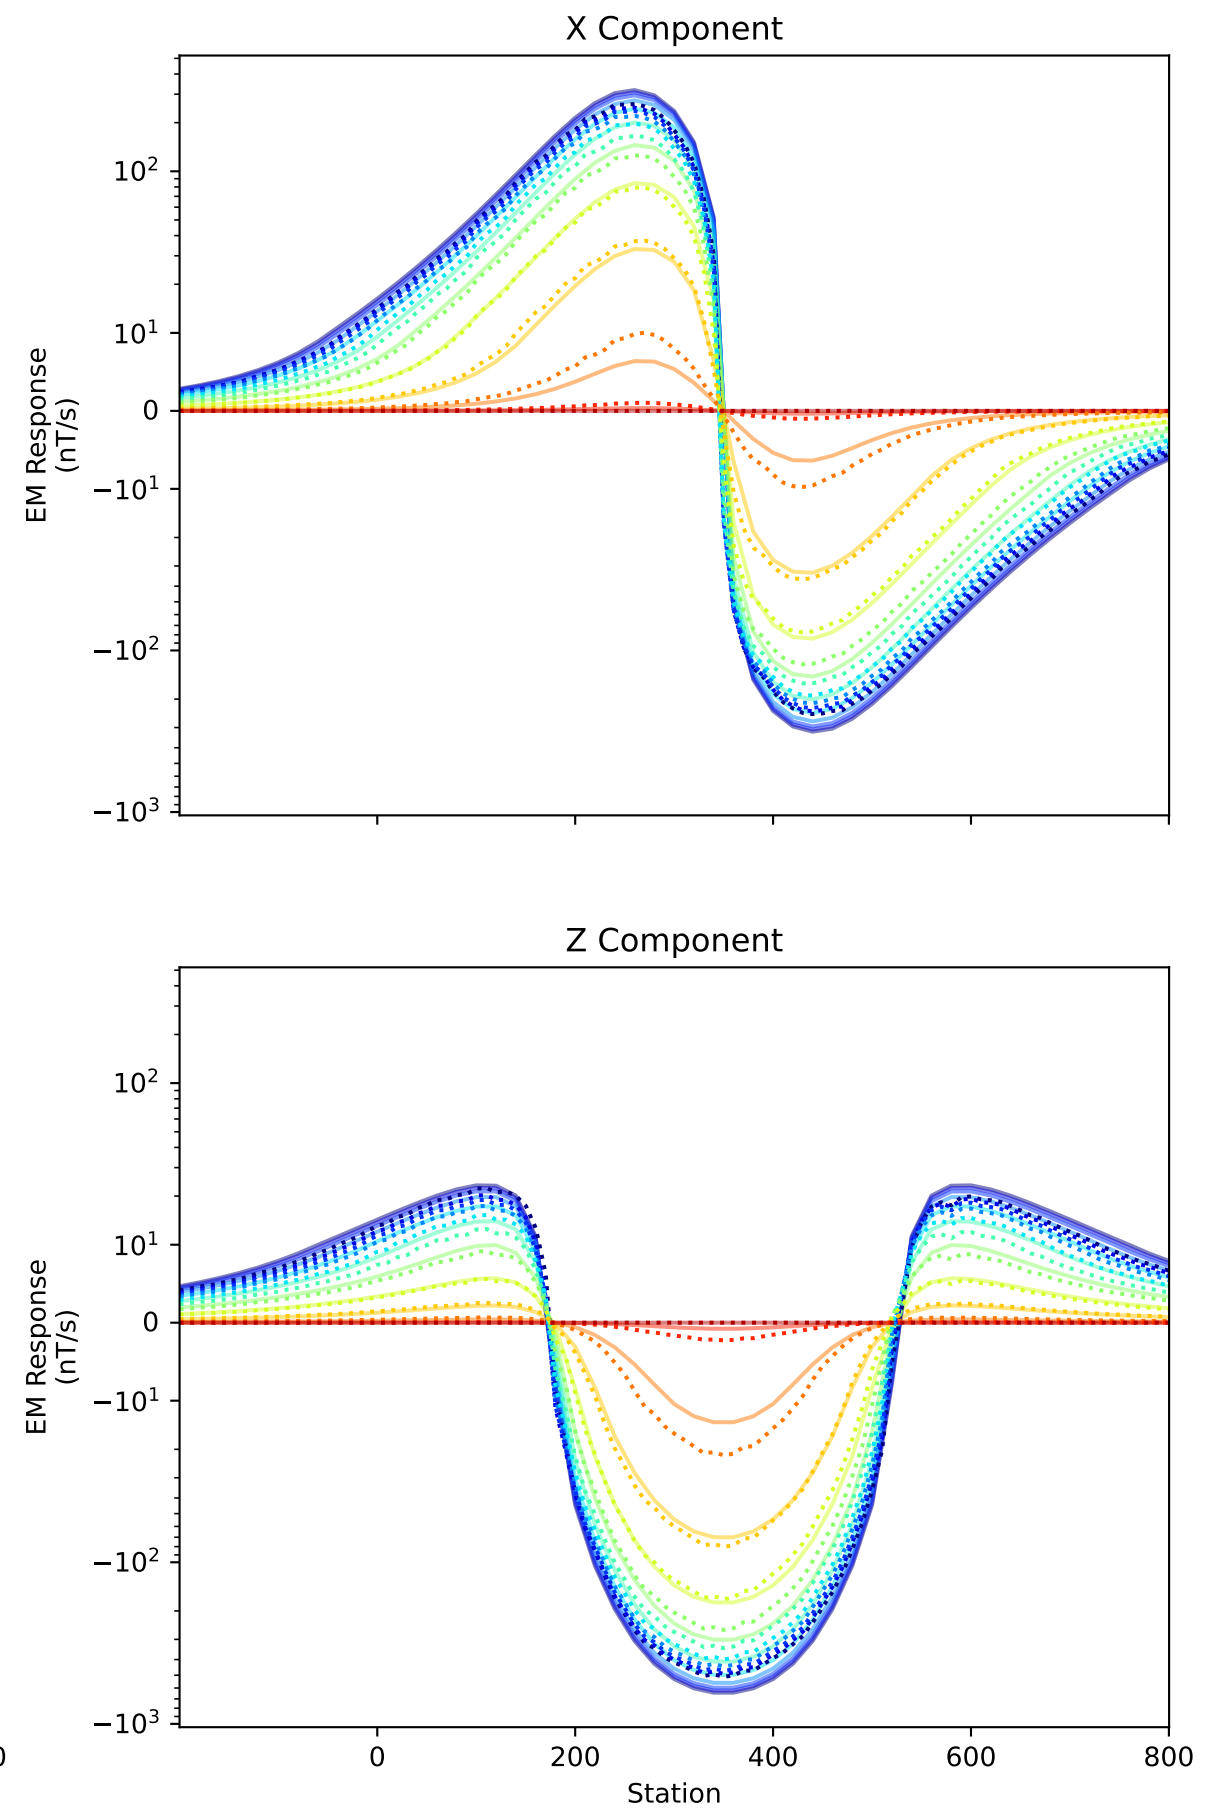 X Component
10²
10¹
0
−10¹
−10²
−10³
EM Response
(nT/s)
Z Component
10²
10¹
0
−10¹
−10²
−10³
EM Response
(nT/s)
0
0 200 400 600 800
Station